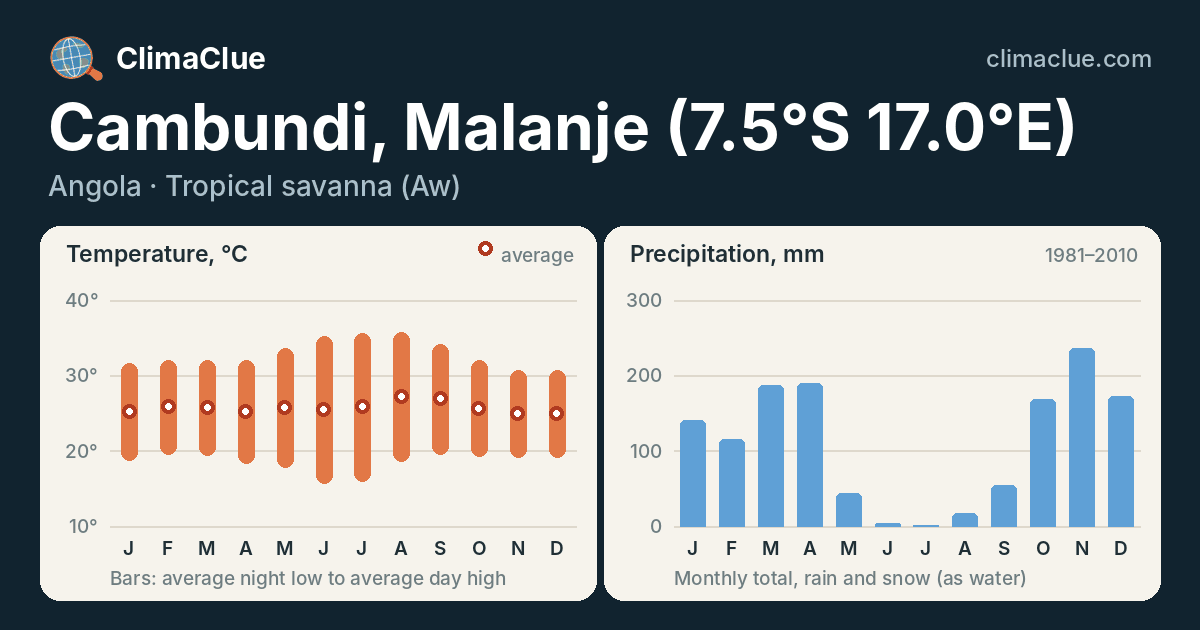 ClimaClue
climaclue.com
Cambundi, Malanje (7.5°S 17.0°E)
Angola · Tropical savanna (Aw)
Temperature, °C
average
40°
30°
20°
10°
J F M A M J J A S O N D
Bars: average night low to average day high
Precipitation, mm
1981–2010
300
200
100
0
J F M A M J J A S O N D
Monthly total, rain and snow (as water)